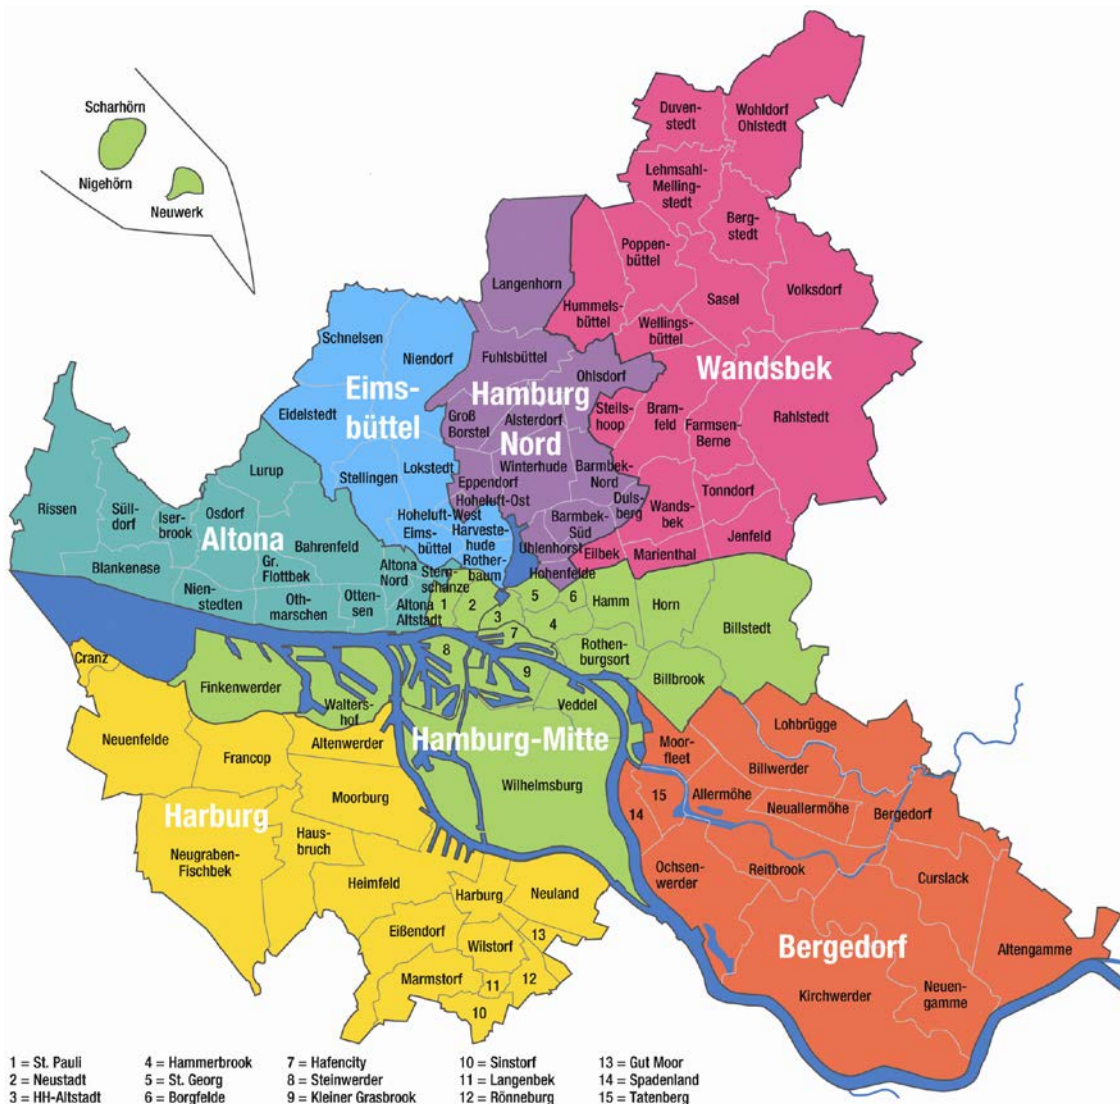 Scharhörn
Nigehörn
Neuwerk
Duven-
stedt
Wohldorf
Ohlstedt
Lehmsahl-
Melling-
stedt
Berg-
stedt
Poppen-
büttel
Langenhorn
Hummels-
büttel
Sasel
Volksdorf
Wellings-
büttel
Schnelsen
Niendorf
Fuhlsbüttel
Ohlsdorf
Wandsbek
Eims-
büttel
Hamburg
Nord
Eidelstedt
Groß
Borstel
Alsterdorf
Steils-
hoop
Bram-
feld
Farmsen-
Berne
Rahlstedt
Lurup
Stellingen
Lokstedt
Winterhude
Barmbek-
Nord
Eppendorf
Hoheluft-Ost
Hoheluft-West
Duls-
berg
Tonndorf
Wands-
bek
Jenfeld
Rissen
Süll-
dorf
Iser-
brook
Osdorf
Altona
Bahrenfeld
Eims-
büttel
Harveste-
hude
Rother-
baum
Barmbek-
Süd
Uhlenhorst
Eilbek
Marienthal
Hohenfelde
Blankenese
Gr.
Flottbek
Altona
Nord
Stern-
schanze
Nien-
stedten
Oth-
marschen
Otten-
sen
Altona
Altstadt
1
2
3
4
5
6
7
8
9
Hamm
Horn
Billstedt
Rothen-
burgsort
Billbrook
Veddel
Cranz
Finkenwerder
Walters-
hof
Hamburg-Mitte
Wilhelmsburg
Neuenfelde
Francop
Altenwerder
Moorburg
Harburg
Haus-
bruch
Neugraben-
Fischbek
Heimfeld
Harburg
Neuland
Eißendorf
Wilstorf
13
Marmstorf
11
12
10
Moor-
fleet
Lohbrügge
Billwerder
15
Allermöhe
Neuallermöhe
Bergedorf
14
Ochsen-
werder
Reitbrook
Curslack
Bergedorf
Altengamme
Kirchwerder
Neuen-
gamme
1 = St. Pauli
2 = Neustadt
3 = HH-Altstadt
4 = Hammerbrook
5 = St. Georg
6 = Borgfelde
7 = Hafencity
8 = Steinwerder
9 = Kleiner Grasbrook
10 = Sinstorf
11 = Langenbek
12 = Rönneburg
13 = Gut Moor
14 = Spadenland
15 = Tatenberg